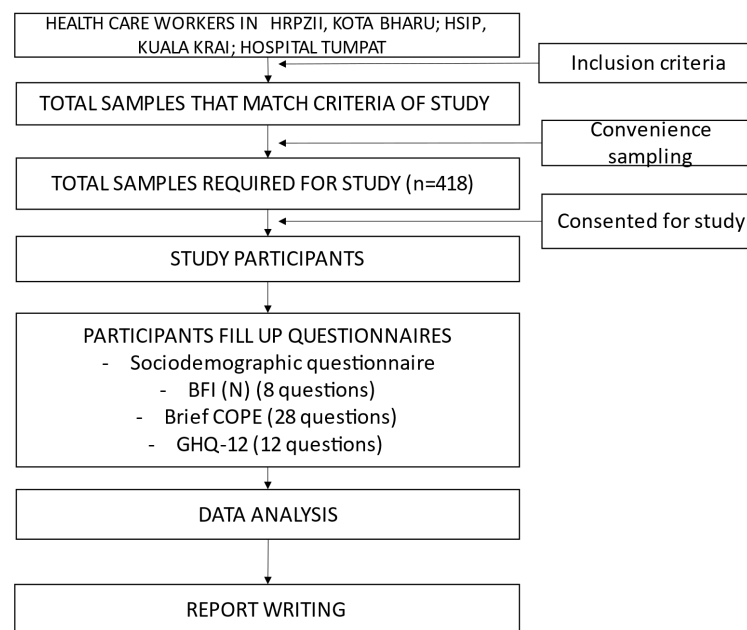 HEALTH CARE WORKERS IN HRPZII, KOTA BHARU; HSIP,
KUALA KRAI; HOSPITAL TUMPAT
Inclusion criteria
TOTAL SAMPLES THAT MATCH CRITERIA OF STUDY
Convenience
sampling
TOTAL SAMPLES REQUIRED FOR STUDY (n=418)
Consented for study
STUDY PARTICIPANTS
PARTICIPANTS FILL UP QUESTIONNAIRES
- Sociodemographic questionnaire
- BFI (N) (8 questions)
- Brief COPE (28 questions)
- GHQ-12 (12 questions)
DATA ANALYSIS
REPORT WRITING